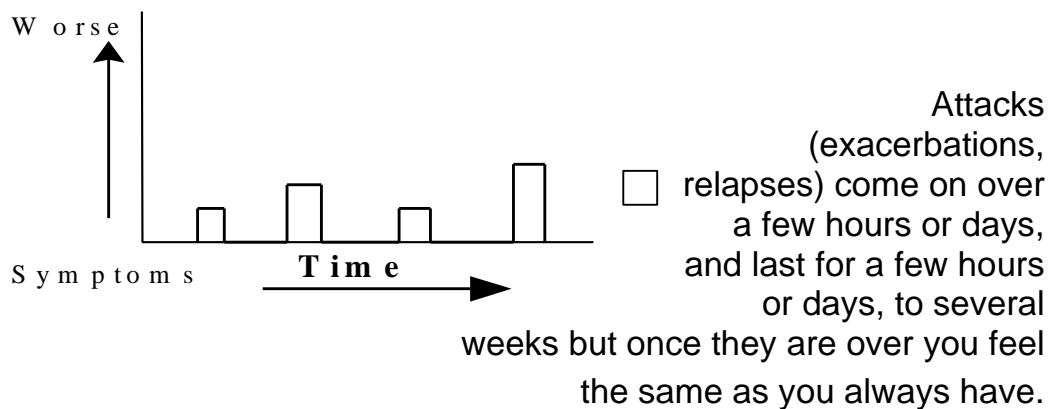 Worse
Symptoms
Time
Attacks
(exacerbations,
relapses) come on over
a few hours or days,
and last for a few hours
or days, to several
weeks but once they are over you feel
the same as you always have.